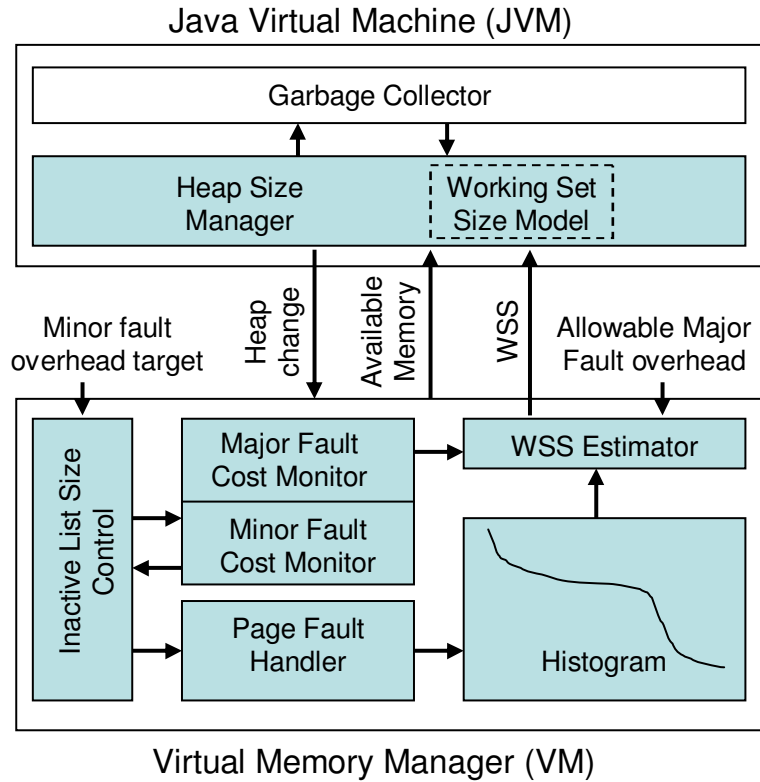 Java Virtual Machine (JVM)
Garbage Collector
Heap Size
Manager
Working Set
Size Model
Heap
change
Available
Memory
WSS
Minor fault
overhead target
Allowable Major
Fault overhead
Inactive List Size
Control
Major Fault
Cost Monitor
Minor Fault
Cost Monitor
Page Fault
Handler
WSS Estimator
Histogram
Virtual Memory Manager (VM)